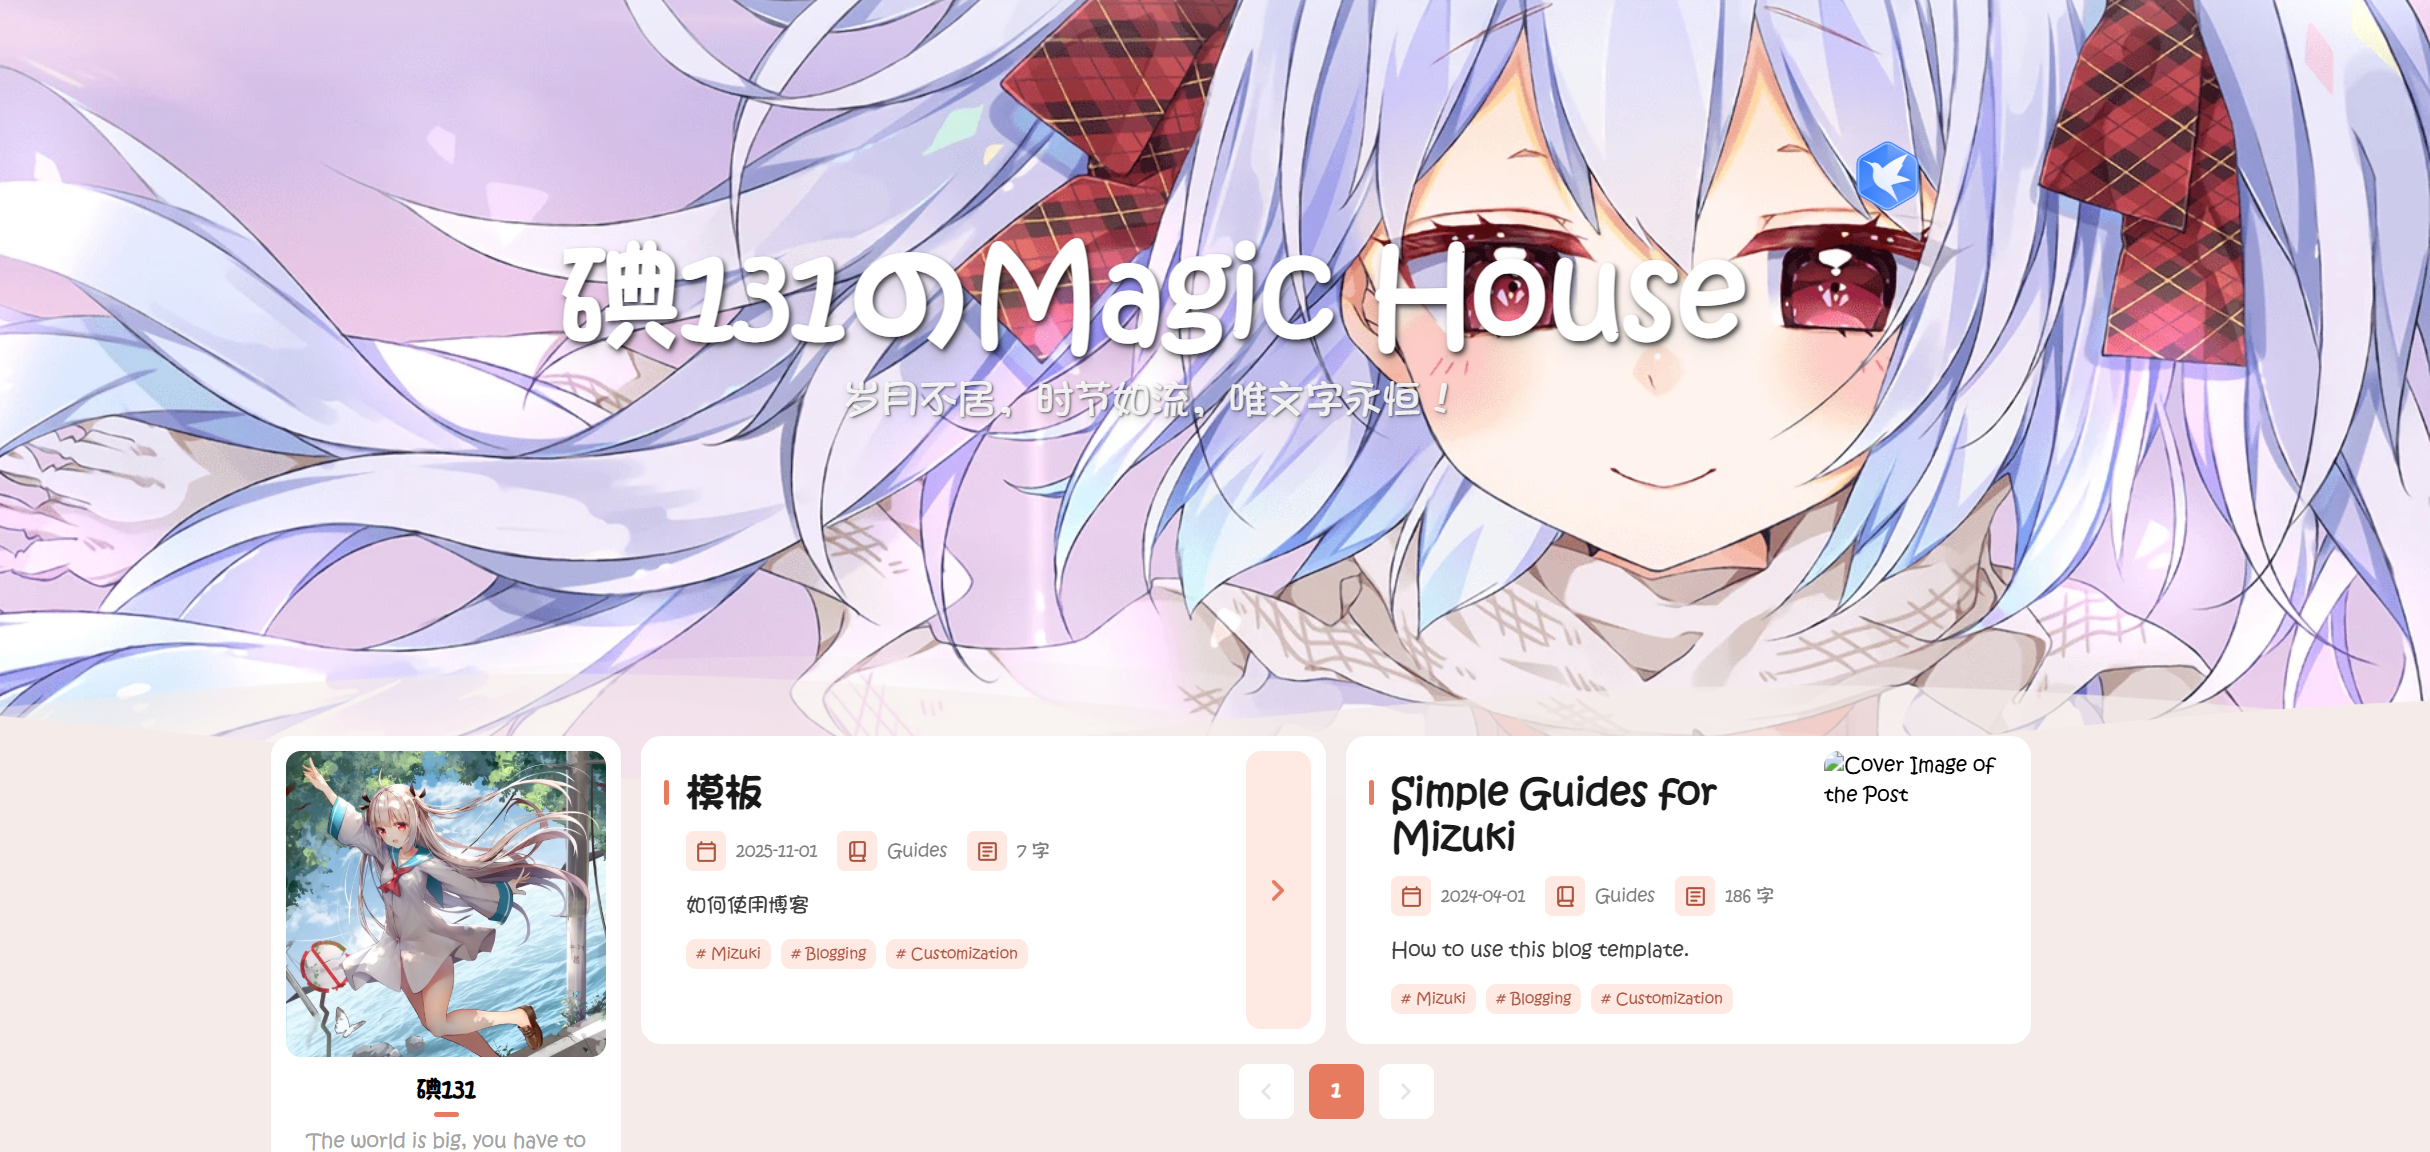 碘131のMagic House
岁月不居，时节如流，唯文字永恒！
模板
2025-11-01 Guides 7 字
如何使用博客
# Mizuki # Blogging # Customization
Simple Guides for
Mizuki
2024-04-01 Guides 186 字
How to use this blog template.
# Mizuki # Blogging # Customization
Cover Image of
the Post
碘131
The world is big, you have to
1